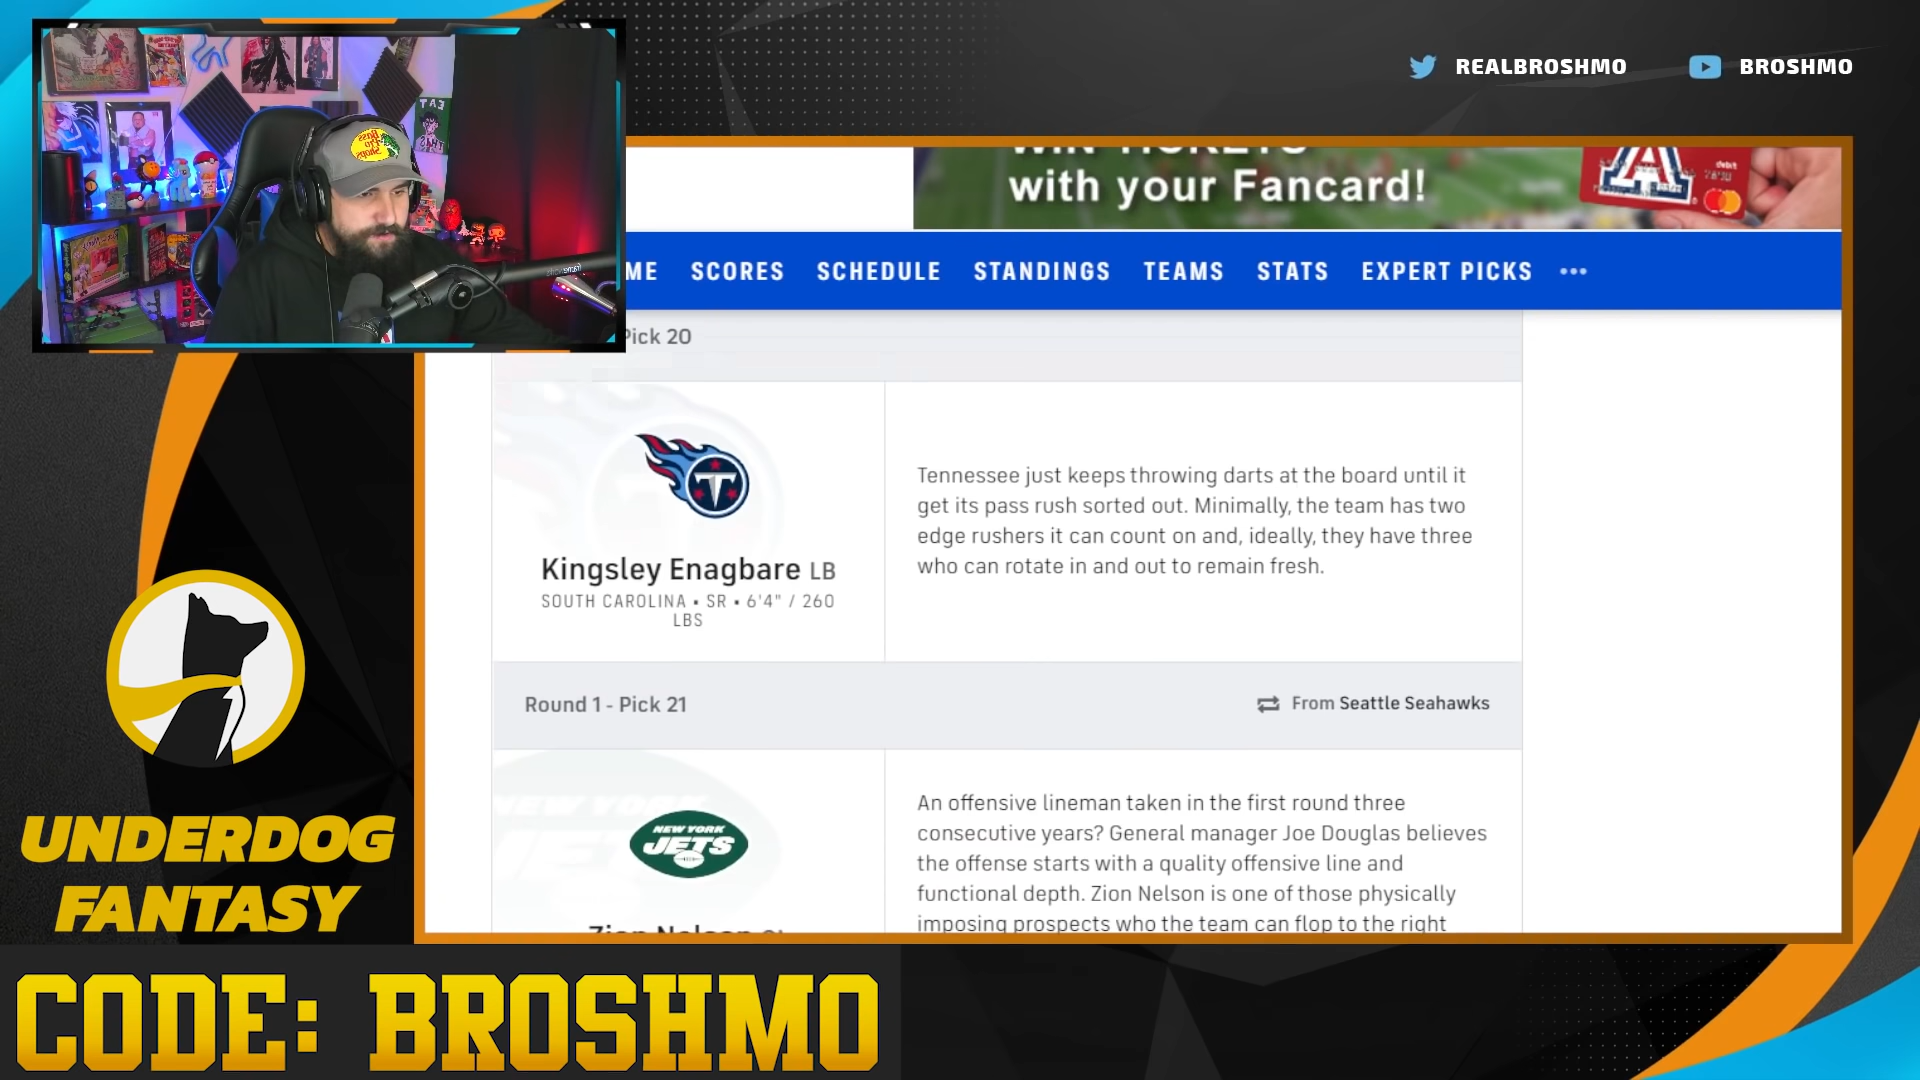 REALBROSHMO
BROSHMO
with your Fancard!
debit
ME SCORES SCHEDULE STANDINGS TEAMS STATS EXPERT PICKS
Pick 20
Tennessee just keeps throwing darts at the board until it
get its pass rush sorted out. Minimally, the team has two
edge rushers it can count on and, ideally, they have three
who can rotate in and out to remain fresh.
Kingsley Enagbare LB
SOUTH CAROLINA • SR • 6'4" / 260
LBS
Round 1 - Pick 21
From Seattle Seahawks
NEW YORK
JETS
An offensive lineman taken in the first round three
consecutive years? General manager Joe Douglas believes
the offense starts with a quality offensive line and
functional depth. Zion Nelson is one of those physically
imposing prospects who the team can flop to the right
Zion Nelson
UNDERDOG
FANTASY
CODE: BROSHMO